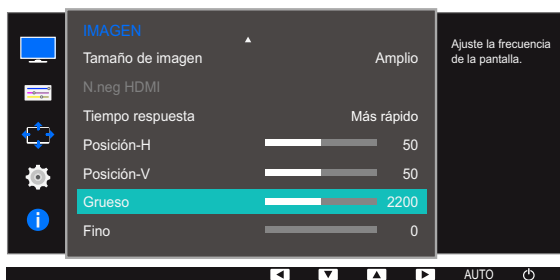 IMAGEN
Tamaño de imagen Amplio
N.neg HDMI
Tiempo respuesta Más rápido
Posición-H 50
Posición-V 50
Grueso 2200
Fino 0
Ajuste la frecuencia
de la pantalla.
AUTO